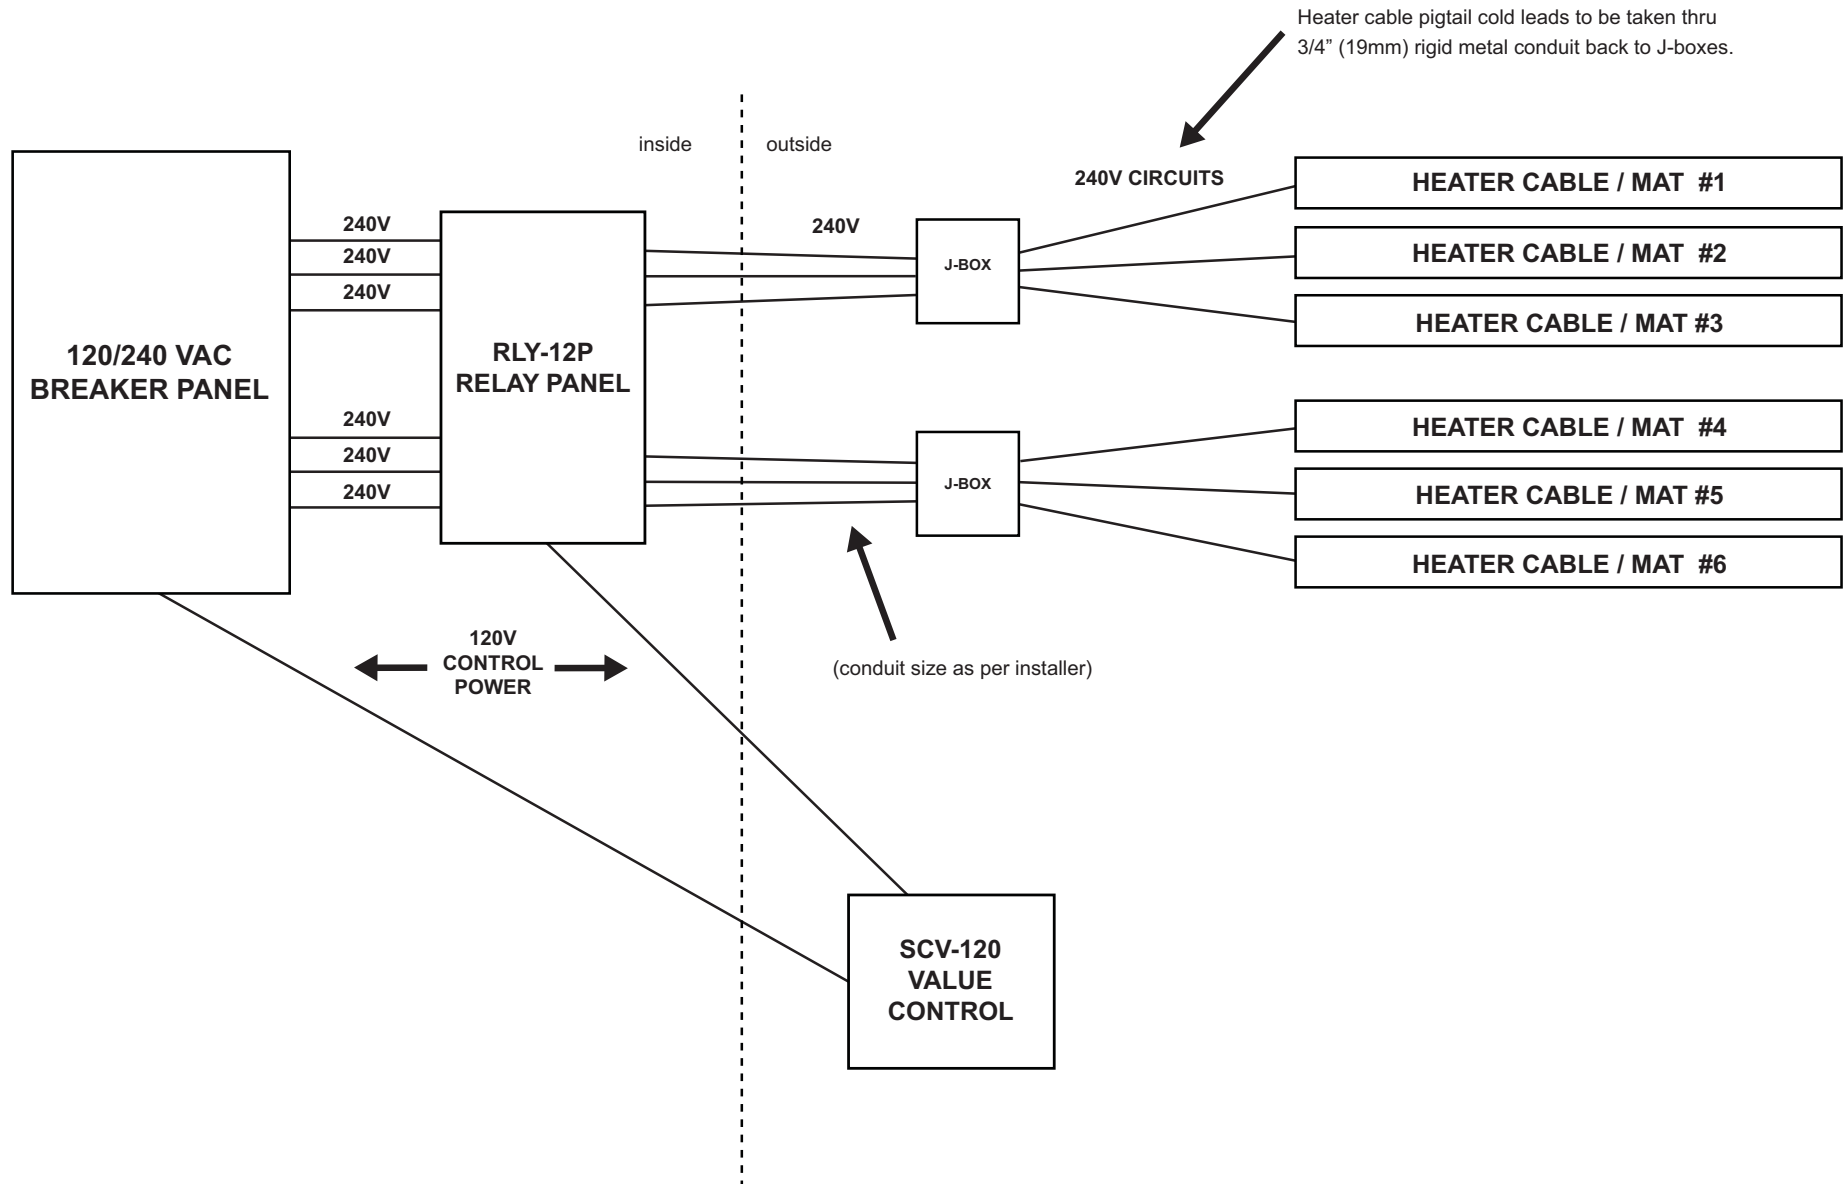 Heater cable pigtail cold leads to be taken thru
3/4” (19mm) rigid metal conduit back to J-boxes.
inside
outside
240V CIRCUITS
HEATER CABLE / MAT #1
240V
240V
240V
240V
J-BOX
HEATER CABLE / MAT #2
HEATER CABLE / MAT #3
120/240 VAC
BREAKER PANEL
RLY-12P
RELAY PANEL
240V
240V
240V
J-BOX
HEATER CABLE / MAT #4
HEATER CABLE / MAT #5
HEATER CABLE / MAT #6
120V
CONTROL
POWER
(conduit size as per installer)
SCV-120
VALUE
CONTROL